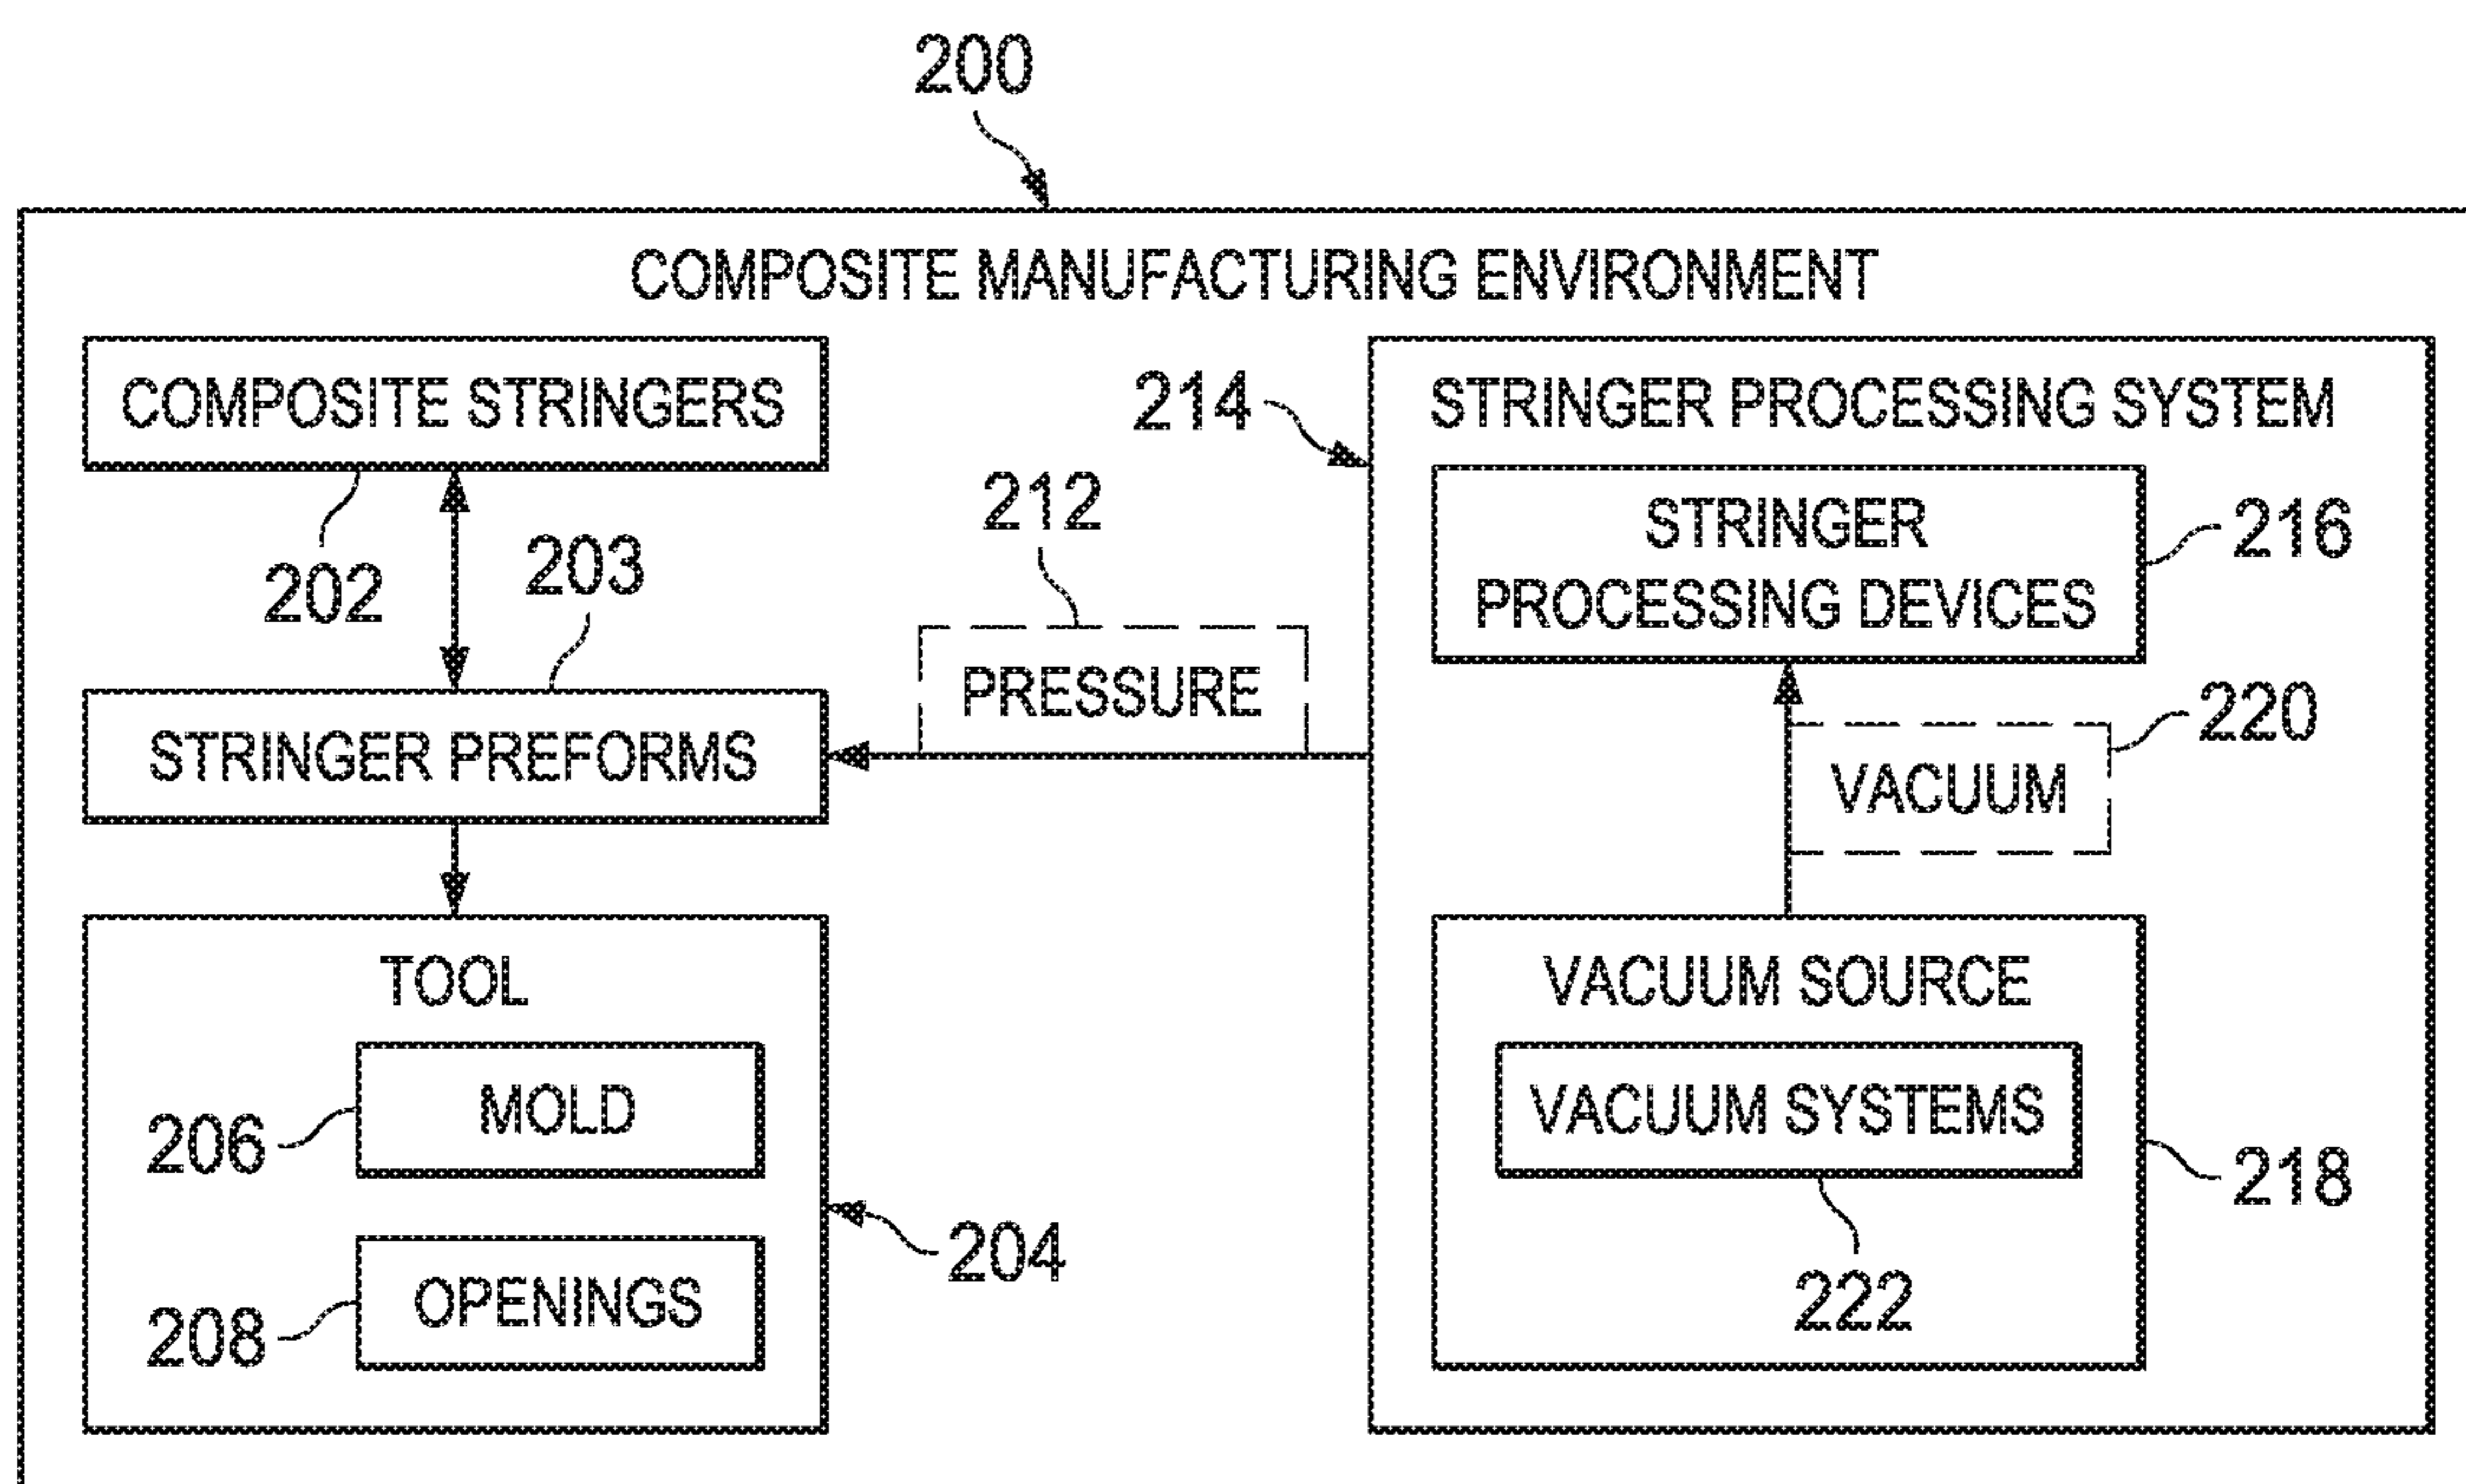 200
COMPOSITE MANUFACTURING ENVIRONMENT
COMPOSITE STRINGERS
202
203
STRINGER PREFORMS
212
PRESSURE
TOOL
MOLD
206
OPENINGS
208
204
214
STRINGER PROCESSING SYSTEM
STRINGER
PROCESSING DEVICES
216
VACUUM
220
VACUUM SOURCE
VACUUM SYSTEMS
222
218